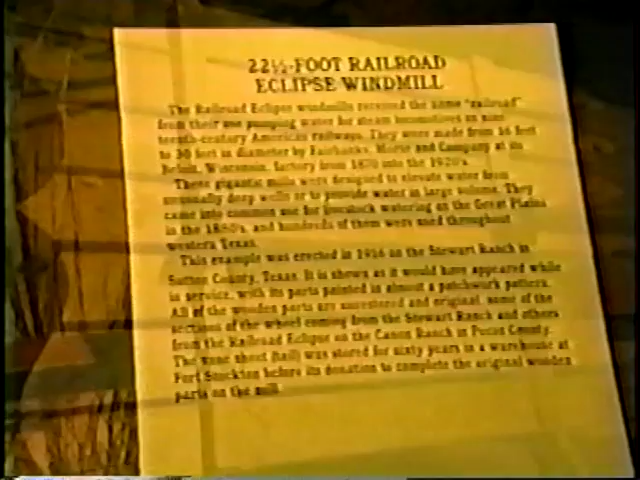 22½-FOOT RAILROAD
ECLIPSE WINDMILL
The Railroad Eclipse windmills received the name "railroad"
from their use pumping water for steam locomotives on nine
teenth-century American railways. They were made from 16 feet
to 30 feet in diameter by Fairbanks, Morse and Company at its
Beloit, Wisconsin, factory from 1870 into the 1920's.
These gigantic mills were designed to elevate water from
unusually deep wells or to provide water in large volume. They
came into common use for livestock watering on the Great Plains
in the 1880's, and hundreds of them were used throughout
western Texas.
This example was erected in 1916 on the Stewart Ranch in
Sutton County, Texas. It is shown as it would have appeared while
in service, with its parts painted in almost a patchwork pattern.
All of the wooden parts are unrestored and original, some of the
sections of the wheel coming from the Stewart Ranch and others
from the Railroad Eclipse on the Canon Ranch in Pecos County.
The vane sheet (tail) was stored for sixty years in a warehouse at
Fort Stockton before its donation to complete the original wooden
parts on the mill.